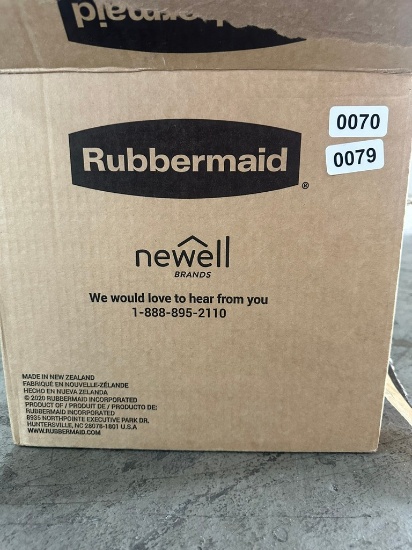 Rubbermaid
0070
0079
Rubbermaid®
newell
BRANDS
We would love to hear from you
1-888-895-2110
MADE IN NEW ZEALAND
FABRIQUÉ EN NOUVELLE-ZÉLANDE
HECHO EN NUEVA ZELANDA
© 2020 RUBBERMAID INCORPORATED
PRODUCT OF / PRODUIT DE / PRODUCTO DE:
RUBBERMAID INCORPORATED
8935 NORTHPOINTE EXECUTIVE PARK DR.
HUNTERSVILLE, NC 28078-1801 U.S.A
WWW.RUBBERMAID.COM